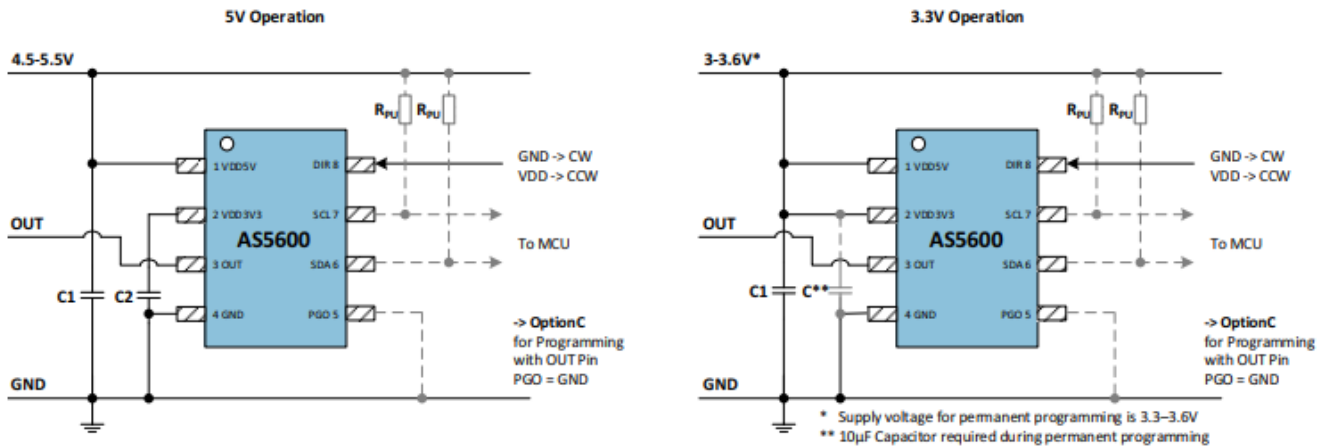 5V Operation
4.5-5.5V
RPU RPU
1 VDD5V
DIR 8
GND -> CW
VDD -> CCW
2 VDD3V3
SCL 7
OUT
AS5600
To MCU
3 OUT
SDA 6
C1
C2
4 GND
PGO 5
-> OptionC
for Programming
with OUT Pin
PGO = GND
GND
3.3V Operation
3-3.6V*
RPU RPU
1 VDD5V
DIR 8
GND -> CW
VDD -> CCW
2 VDD3V3
SCL 7
OUT
AS5600
To MCU
3 OUT
SDA 6
C1
C**
4 GND
PGO 5
-> OptionC
for Programming
with OUT Pin
PGO = GND
GND
* Supply voltage for permanent programming is 3.3–3.6V
** 10µF Capacitor required during permanent programming